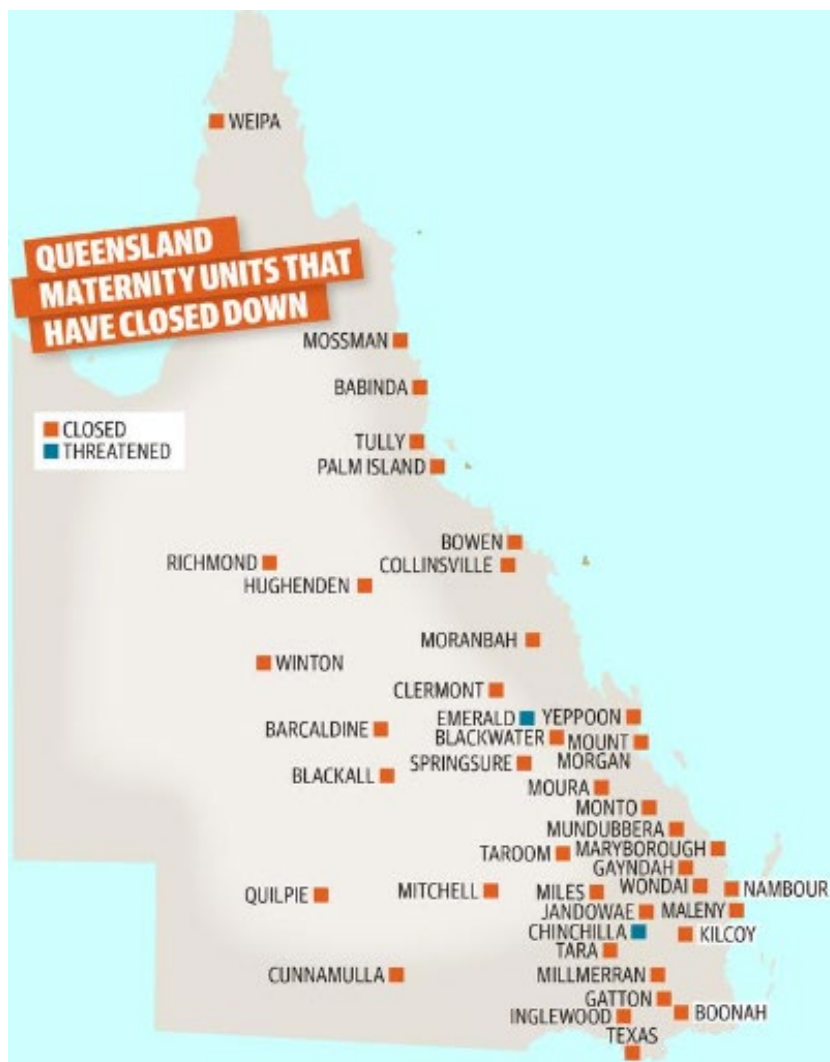 WEIPA
QUEENSLAND
MATERNITY UNITS THAT
HAVE CLOSED DOWN
MOSSMAN
BABINDA
CLOSED
THREATENED
TULLY
PALM ISLAND
BOWEN
RICHMOND
COLLINSVILLE
HUGHENDEN
MORANBAH
WINTON
CLERMONT
EMERALD
YEPPOON
BARCALDINE
BLACKWATER
MOUNT
MORGAN
SPRINGSURE
BLACKALL
MOURA
MONTO
MUNDUBBERA
TAROOM
MARYBOROUGH
GAYNDAH
QUILPIE
MITCHELL
MILES
WONDAI
NAMBOUR
JANDOWAE
MALENY
CHINCHILLA
KILCOY
TARA
CUNNAMULLA
MILLMERRAN
GATTON
BOONAH
INGLEWOOD
TEXAS